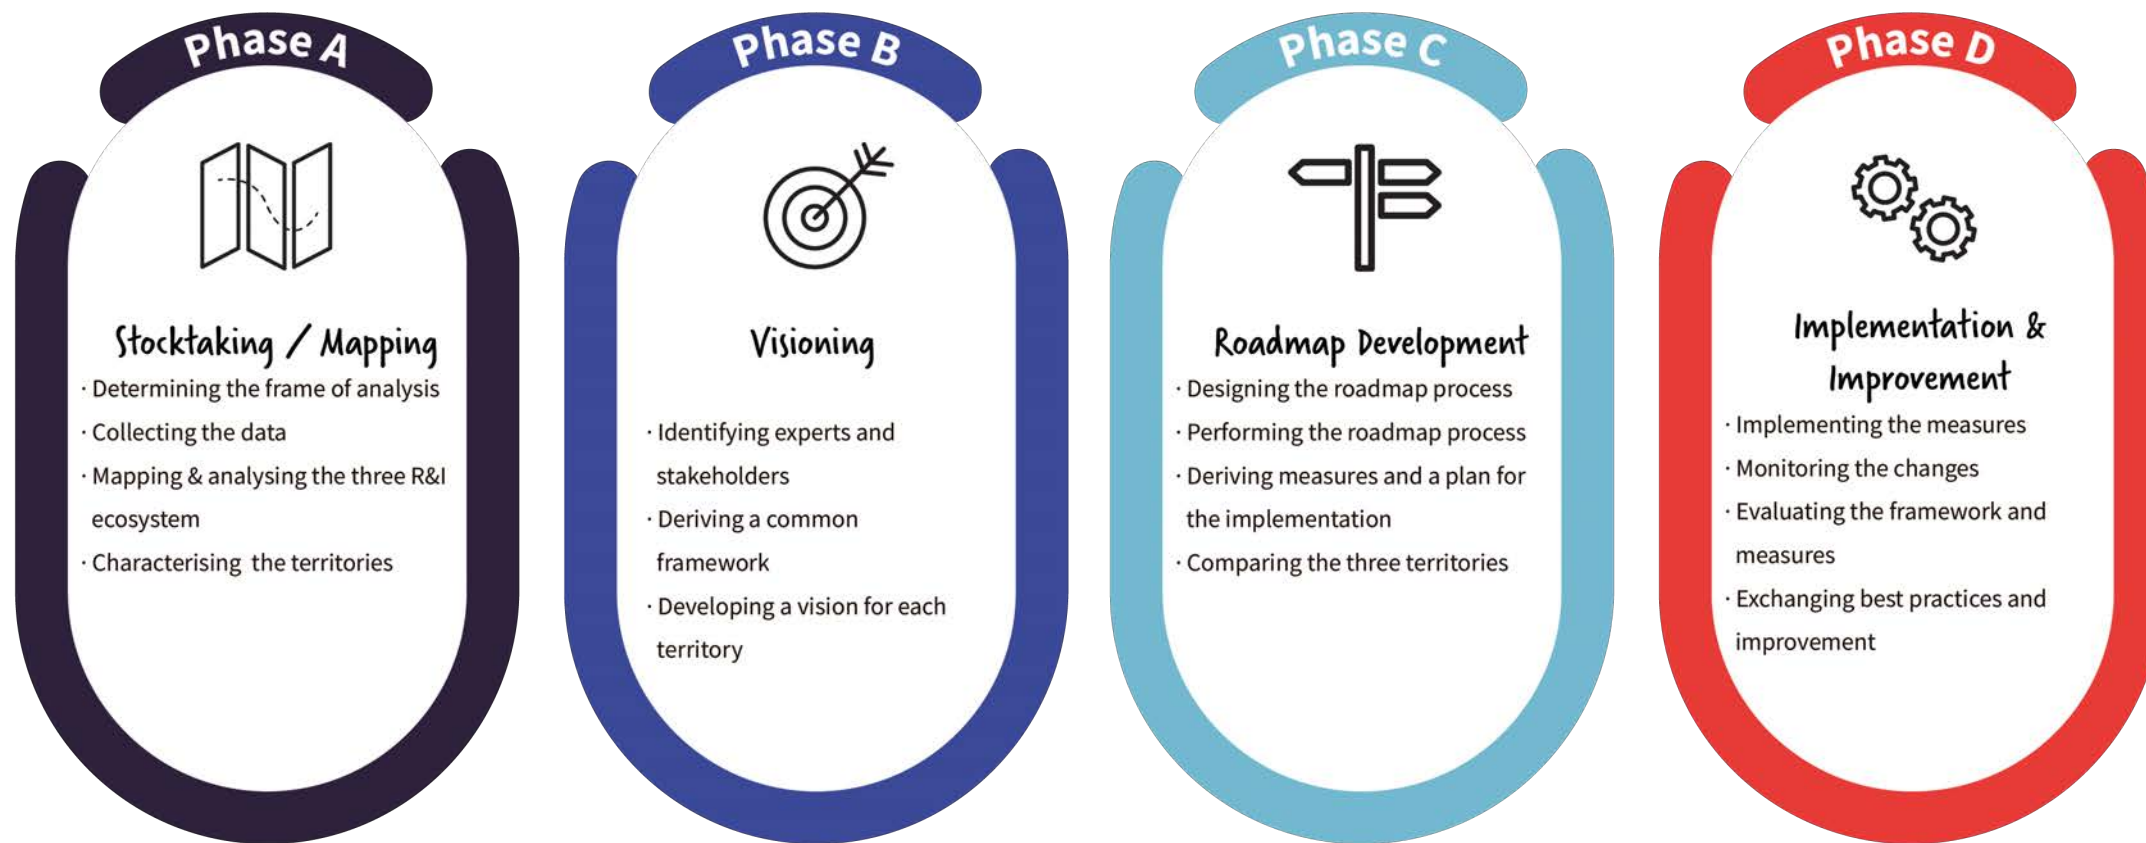 Phase A
Stocktaking / Mapping
· Determining the frame of analysis
· Collecting the data
· Mapping & analysing the three R&I
ecosystem
· Characterising the territories
Phase B
Visioning
· Identifying experts and
stakeholders
· Deriving a common
framework
· Developing a vision for each
territory
Phase C
Roadmap Development
· Designing the roadmap process
· Performing the roadmap process
· Deriving measures and a plan for
the implementation
· Comparing the three territories
Phase D
Implementation &
Improvement
· Implementing the measures
· Monitoring the changes
· Evaluating the framework and
measures
· Exchanging best practices and
improvement